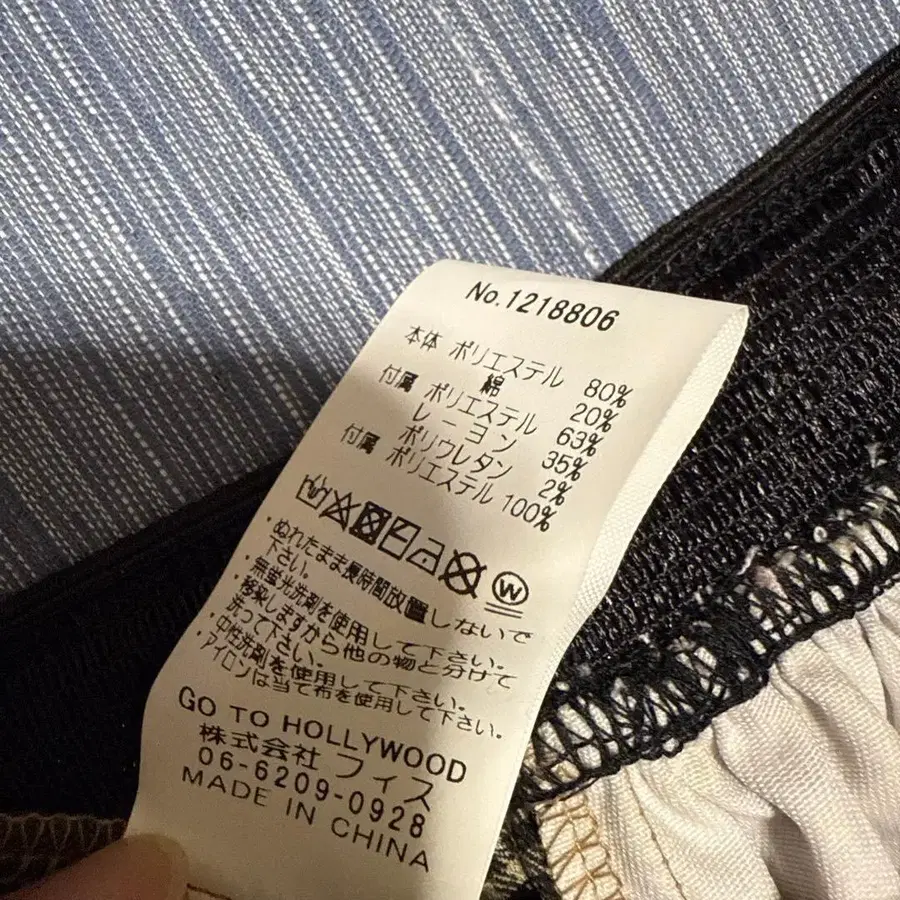 No.1218806
本体 ポリエステル 80%
綿 20%
付属 ポリエステル 63%
レーヨン 35%
ポリウレタン 2%
付属 ポリエステル 100%
W
・ぬれたまま長時間放置しないで
下さい。
・無蛍光洗剤を使用して下さい。
・移染しますから他の物と分けて
洗って下さい。
・中性洗剤を使用して下さい。
・アイロンは当て布を使用して下さい。
GO TO HOLLYWOOD
株式会社 フィス
06-6209-0928
MADE IN CHINA